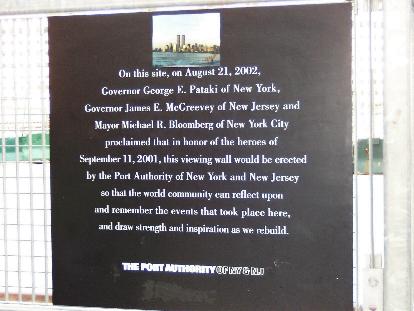 On this site, on August 21, 2002,
Governor George E. Pataki of New York,
Governor James E. McGreevey of New Jersey and
Mayor Michael R. Bloomberg of New York City
proclaimed that in honor of the heroes of
September 11, 2001, this viewing wall would be erected
by the Port Authority of New York and New Jersey
so that the world community can reflect upon
and remember the events that took place here,
and draw strength and inspiration as we rebuild.
THE PORT AUTHORITY OF NY & NJ